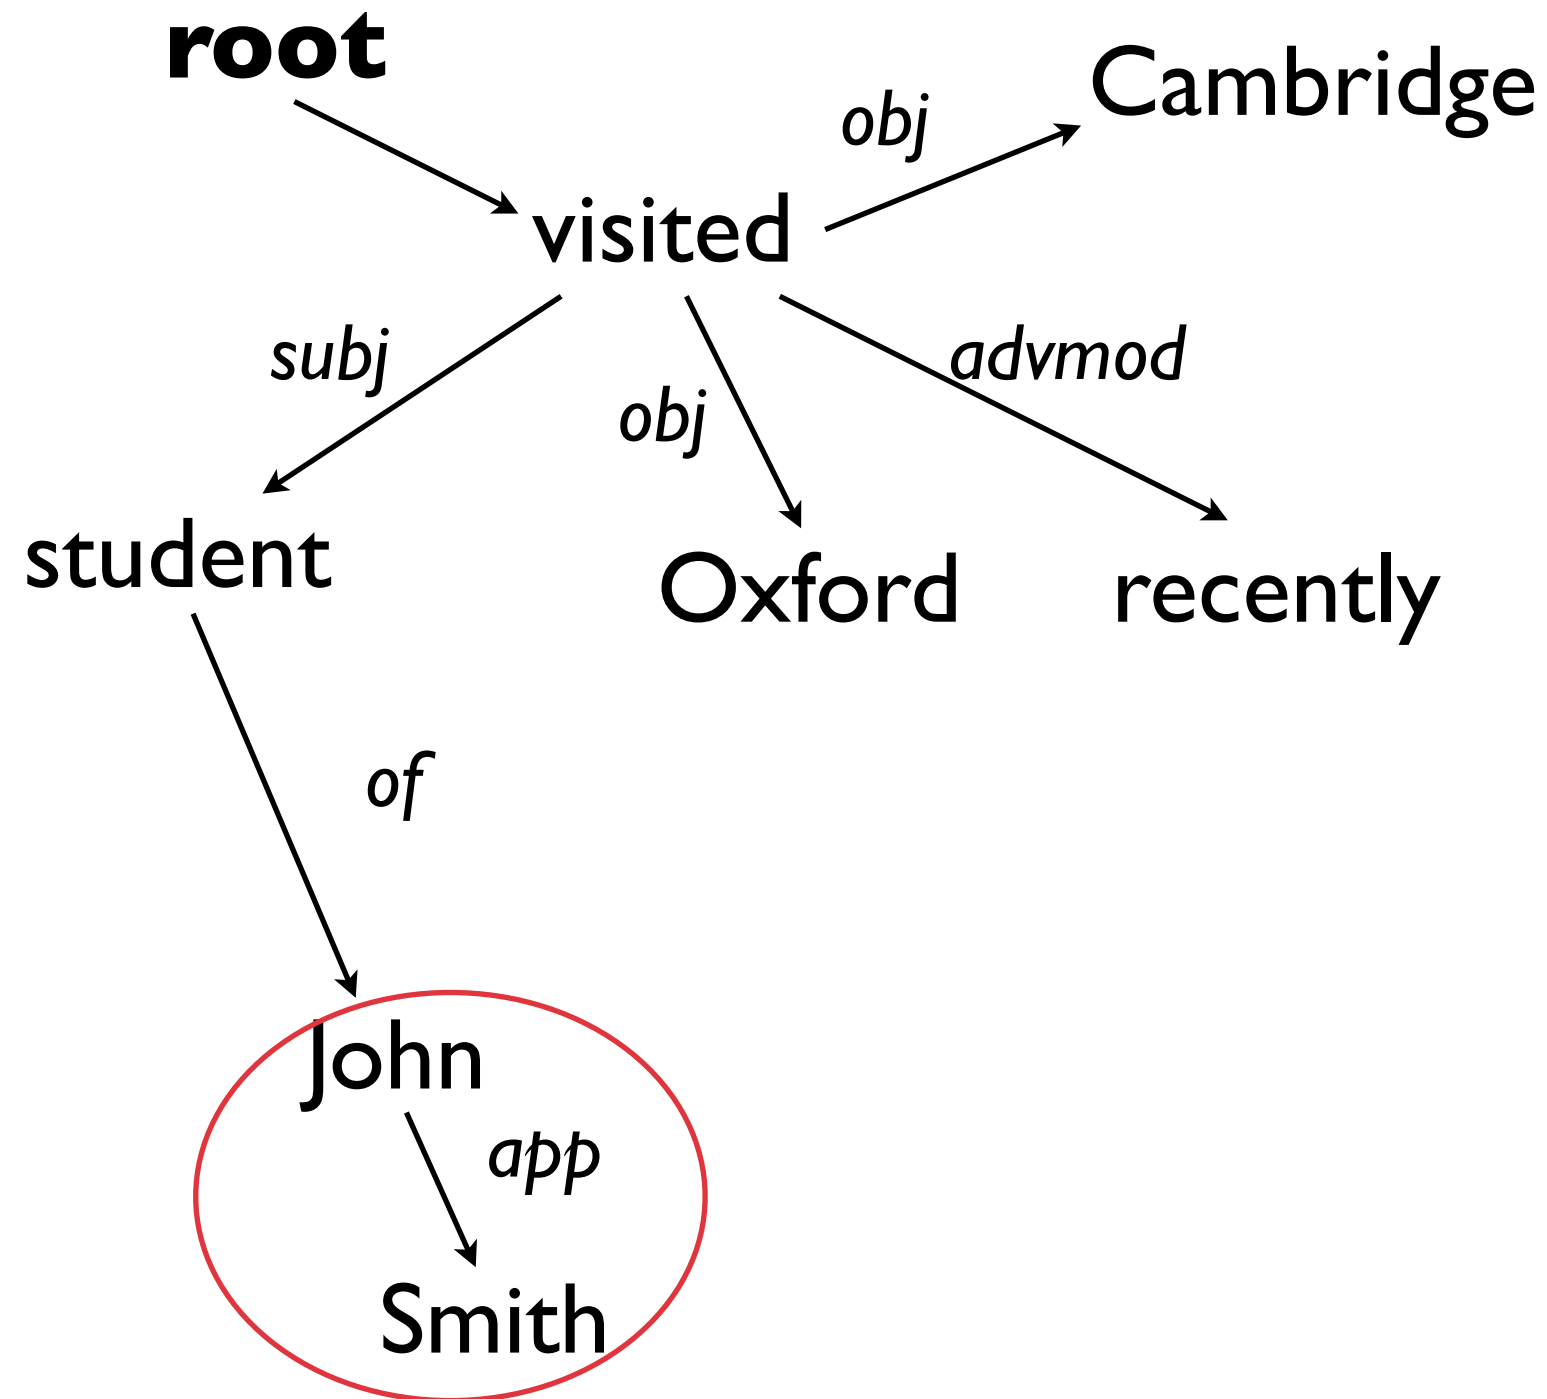 root
Cambridge
obj
visited
subj
advmod
obj
student
Oxford
recently
of
John
app
Smith